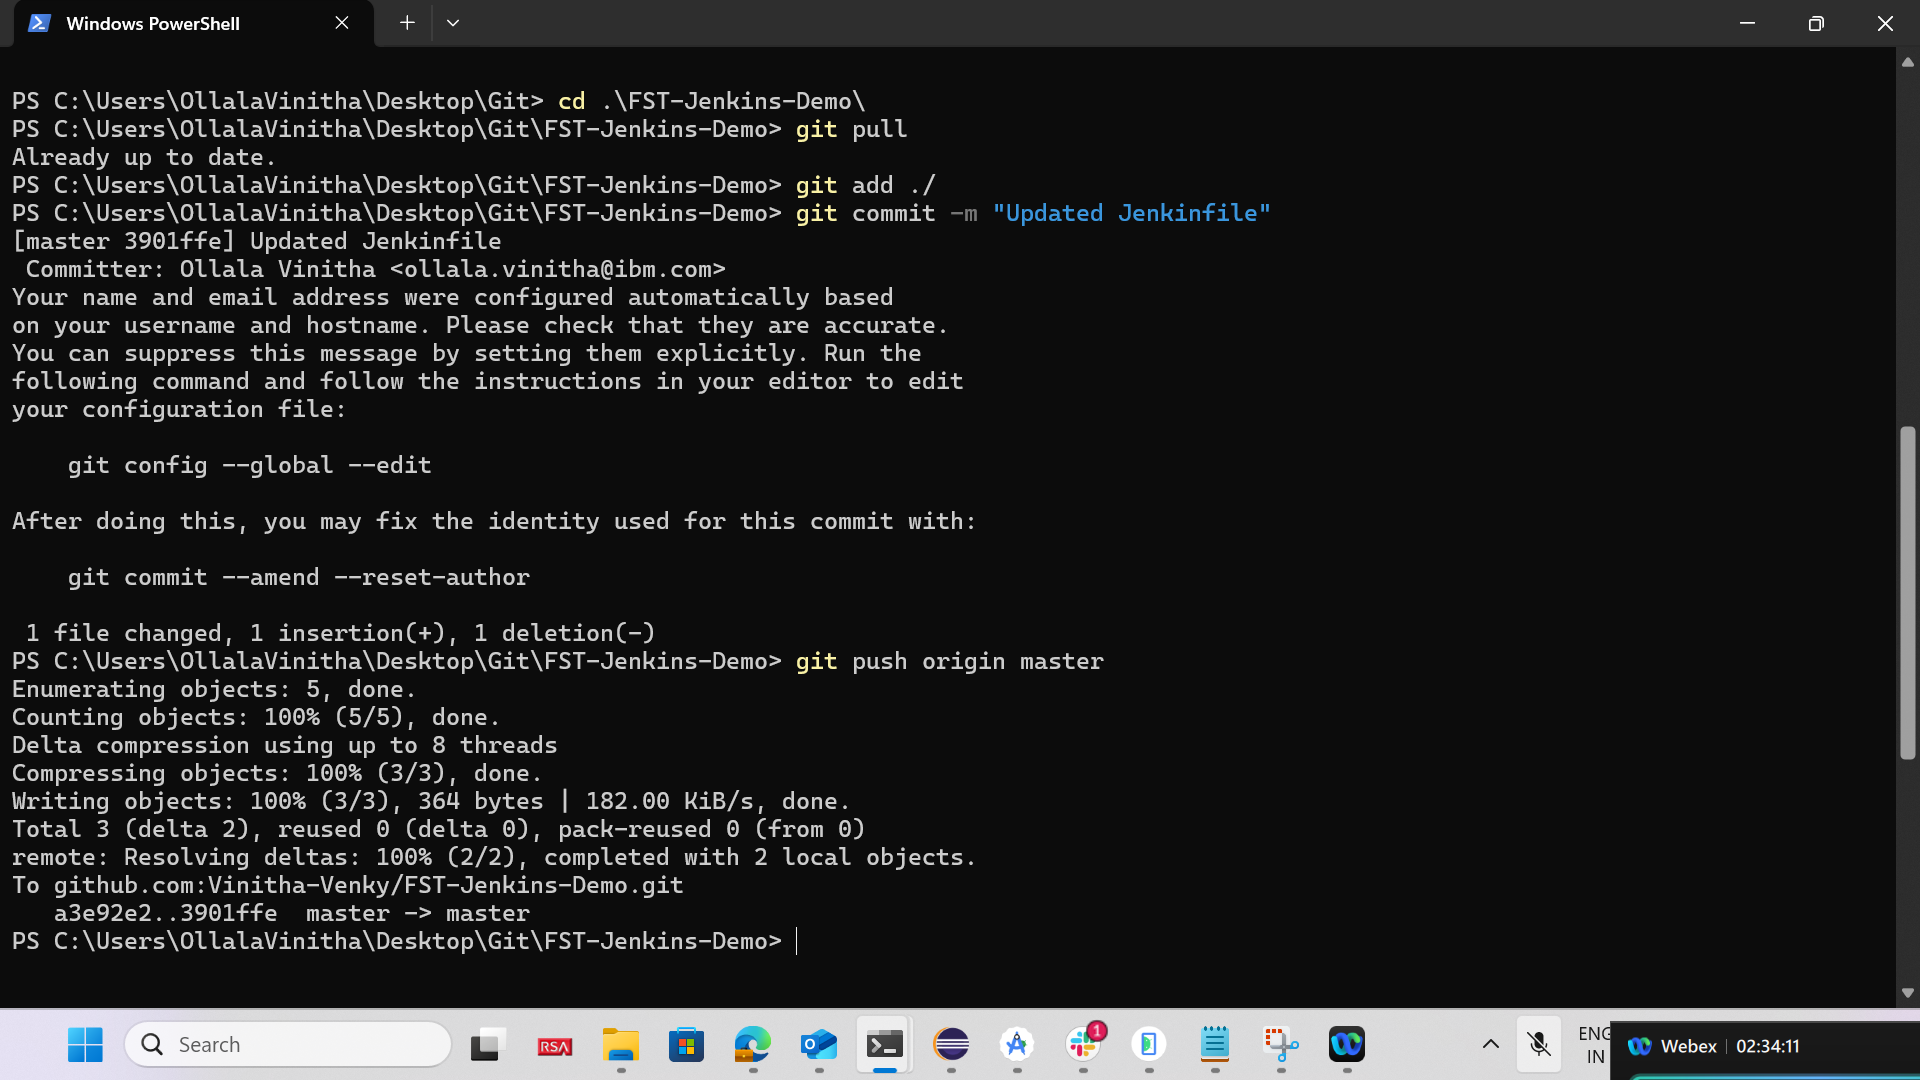 Windows PowerShell
PS C:\Users\OllalaVinitha\Desktop\Git> cd .\FST-Jenkins-Demo\
PS C:\Users\OllalaVinitha\Desktop\Git\FST-Jenkins-Demo> git pull
Already up to date.
PS C:\Users\OllalaVinitha\Desktop\Git\FST-Jenkins-Demo> git add ./
PS C:\Users\OllalaVinitha\Desktop\Git\FST-Jenkins-Demo> git commit -m "Updated Jenkinfile"
[master 3901ffe] Updated Jenkinfile
 Committer: Ollala Vinitha <ollala.vinitha@ibm.com>
Your name and email address were configured automatically based
on your username and hostname. Please check that they are accurate.
You can suppress this message by setting them explicitly. Run the
following command and follow the instructions in your editor to edit
your configuration file:
    git config --global --edit
After doing this, you may fix the identity used for this commit with:
    git commit --amend --reset-author
 1 file changed, 1 insertion(+), 1 deletion(-)
PS C:\Users\OllalaVinitha\Desktop\Git\FST-Jenkins-Demo> git push origin master
Enumerating objects: 5, done.
Counting objects: 100% (5/5), done.
Delta compression using up to 8 threads
Compressing objects: 100% (3/3), done.
Writing objects: 100% (3/3), 364 bytes | 182.00 KiB/s, done.
Total 3 (delta 2), reused 0 (delta 0), pack-reused 0 (from 0)
remote: Resolving deltas: 100% (2/2), completed with 2 local objects.
To github.com:Vinitha-Venky/FST-Jenkins-Demo.git
   a3e92e2..3901ffe  master -> master
PS C:\Users\OllalaVinitha\Desktop\Git\FST-Jenkins-Demo>
Search
RSA
1
ENG
IN
Webex 02:34:11